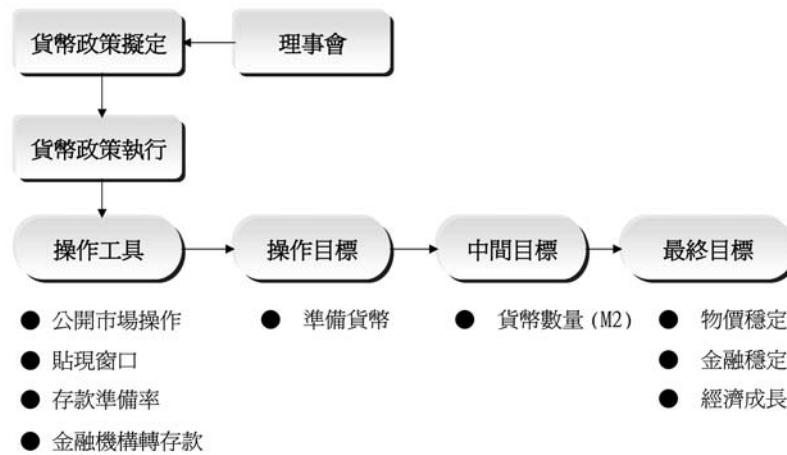 貨幣政策擬定
理事會
貨幣政策執行
操作工具
操作目標
中間目標
最終目標
● 公開市場操作
● 貼現窗口
● 存款準備率
● 金融機構轉存款
● 準備貨幣
● 貨幣數量(M2)
● 物價穩定
● 金融穩定
● 經濟成長